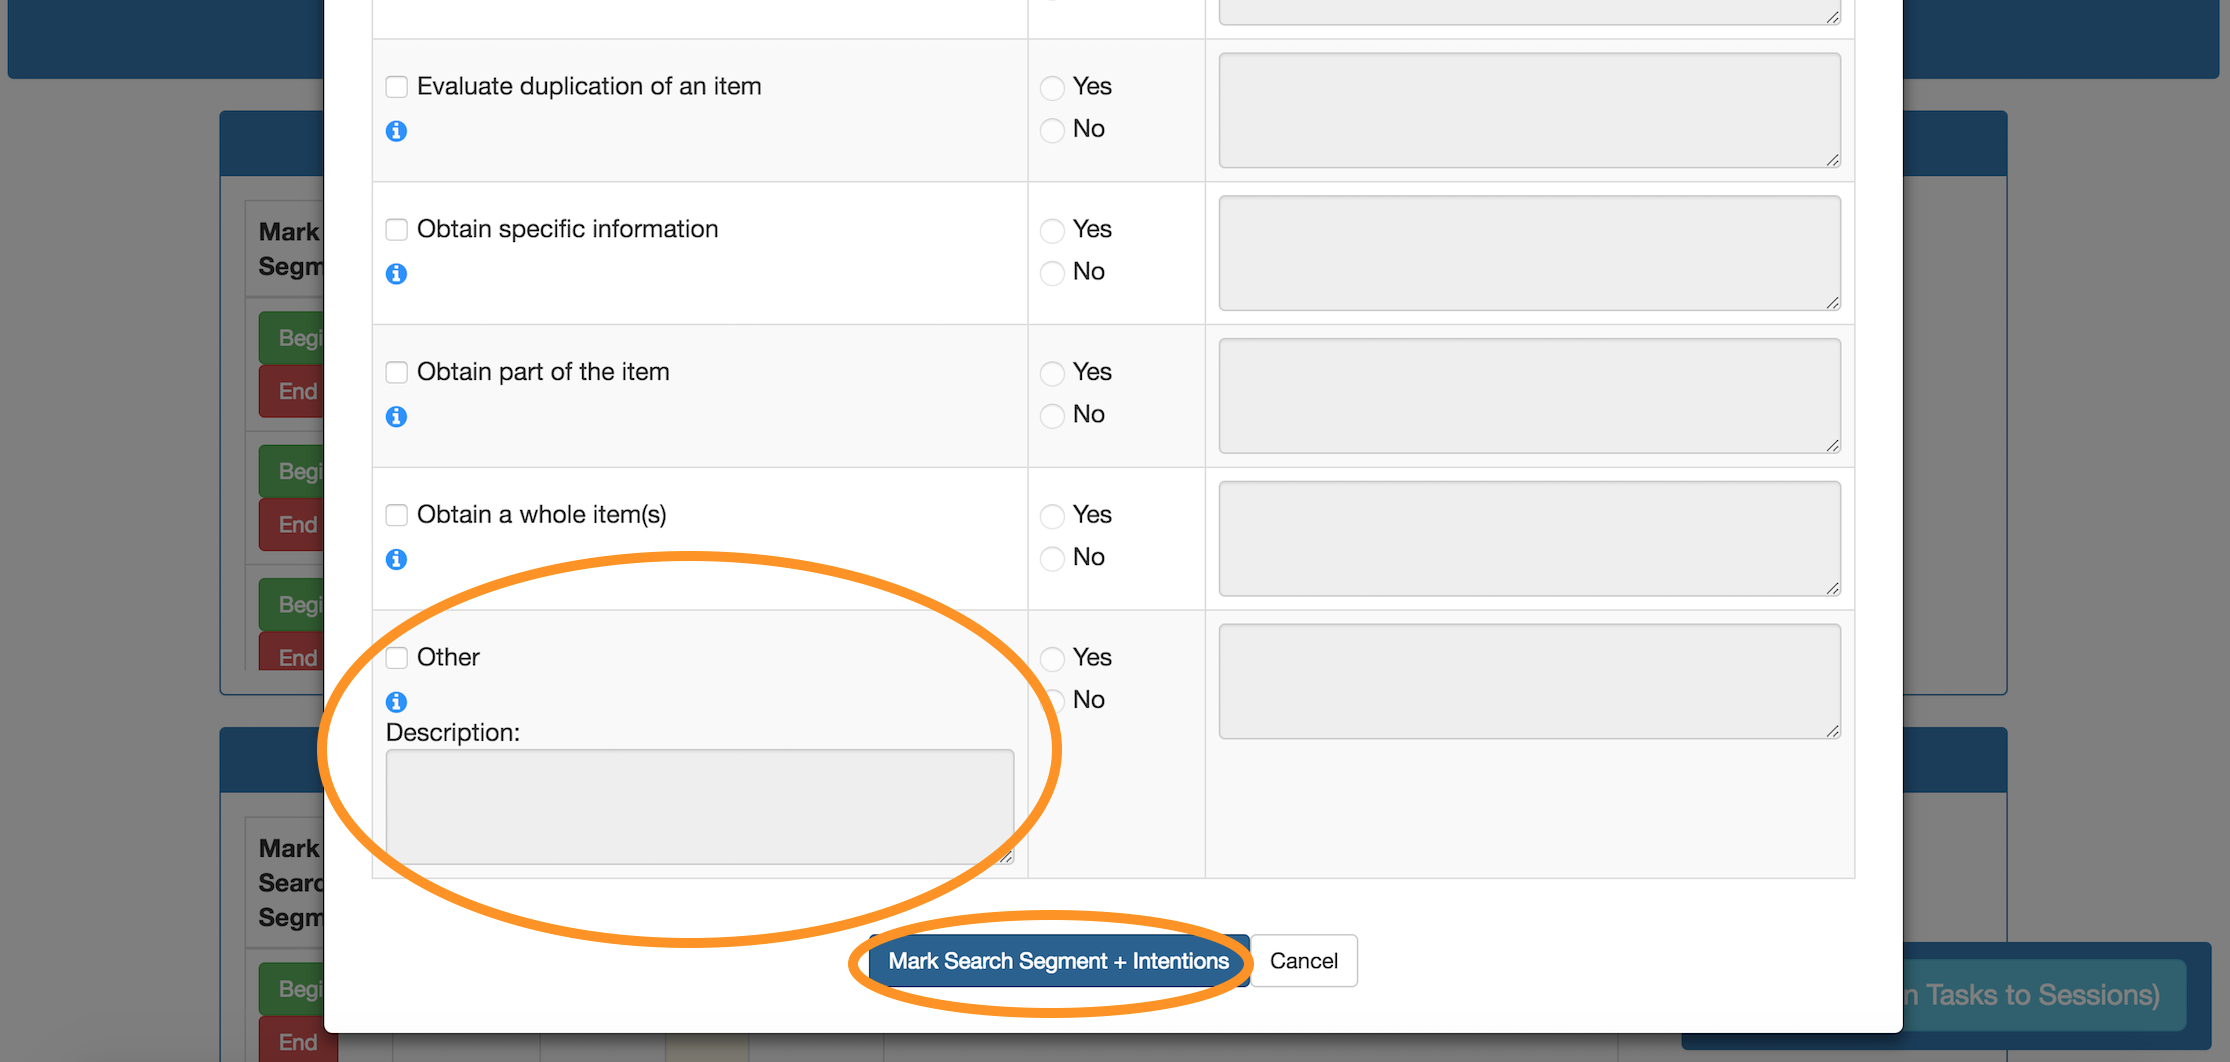 Evaluate duplication of an item
Yes
No
Obtain specific information
Yes
No
Obtain part of the item
Yes
No
Obtain a whole item(s)
Yes
No
Other
Description:
Yes
No
Mark Search Segment + Intentions
Cancel
Mark
Segm
Begi
End
Begi
End
Begi
End
Mark
Searc
Segm
Begi
End
n Tasks to Sessions)